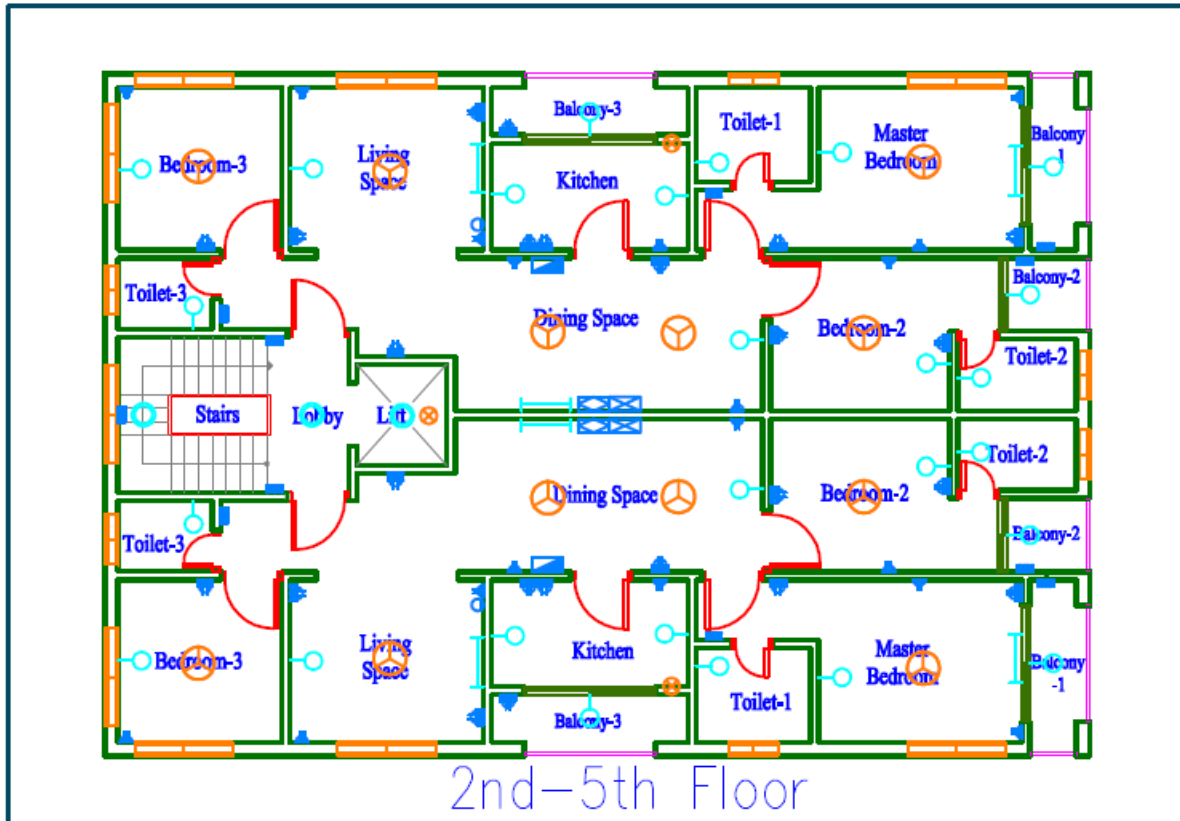 Balcony-3
Toilet-1
Master
Bedroom
Balcony
1
Bedroom-3
Living
Space
Kitchen
Toilet-3
Balcony-2
Dining Space
Bedroom-2
Toilet-2
Stairs
Lobby
Lift
Toilet-2
Dining Space
Bedroom-2
Toilet-3
Balcony-2
Bedroom-3
Living
Space
Kitchen
Master
Bedroom
Balcony
-1
Toilet-1
Balcony-3
2nd-5th Floor